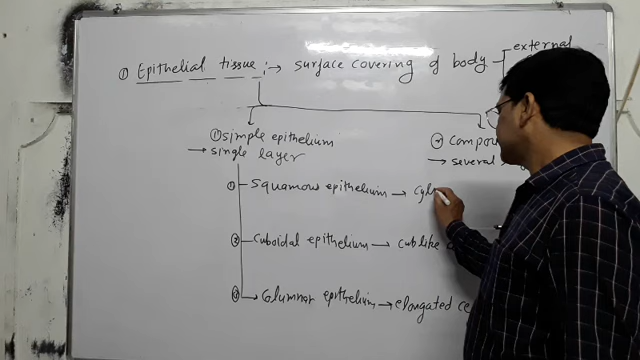 ① Epithelial tissue :→ surface covering of body
external
① simple epithelium
→ single layer
② Compou
→ several
① Squamous epithelium →
② Cuboidal epithelium → cub like
③ → Columnar epithelium → elongated ce